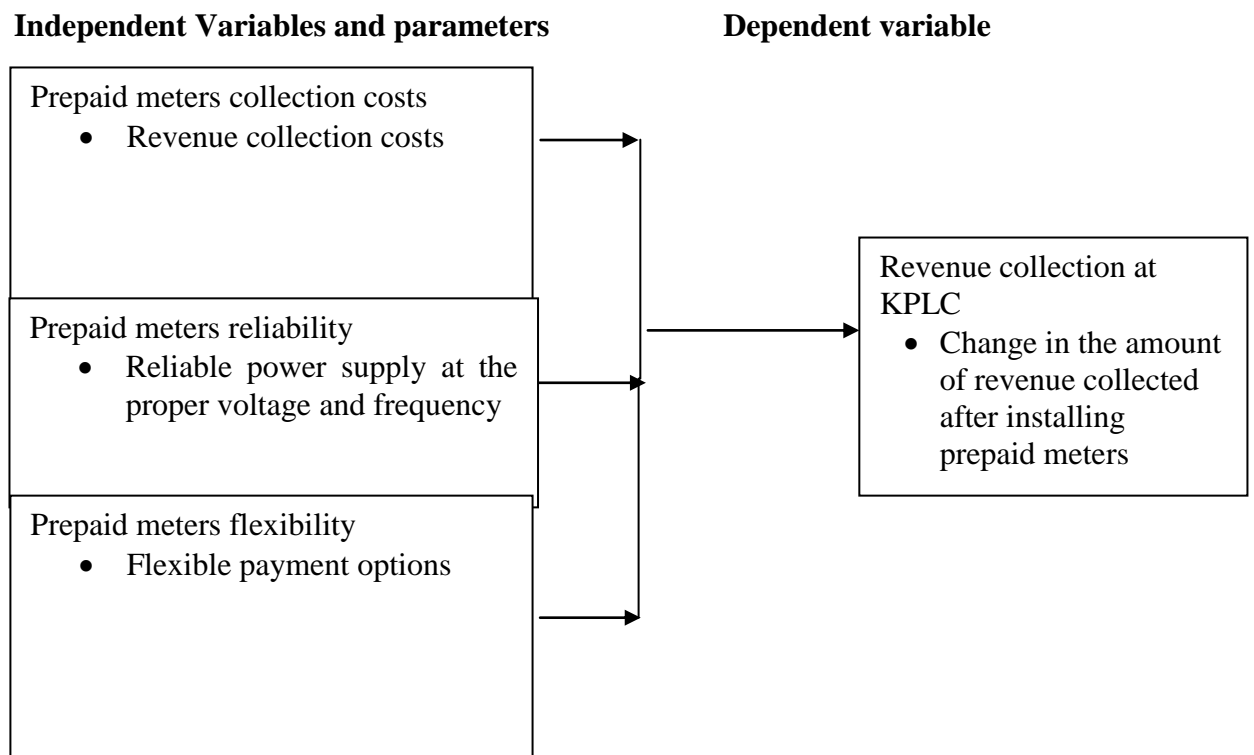 Independent Variables and parameters
Dependent variable
Prepaid meters collection costs
• Revenue collection costs
Prepaid meters reliability
• Reliable power supply at the
proper voltage and frequency
Prepaid meters flexibility
• Flexible payment options
Revenue collection at
KPLC
• Change in the amount
of revenue collected
after installing
prepaid meters